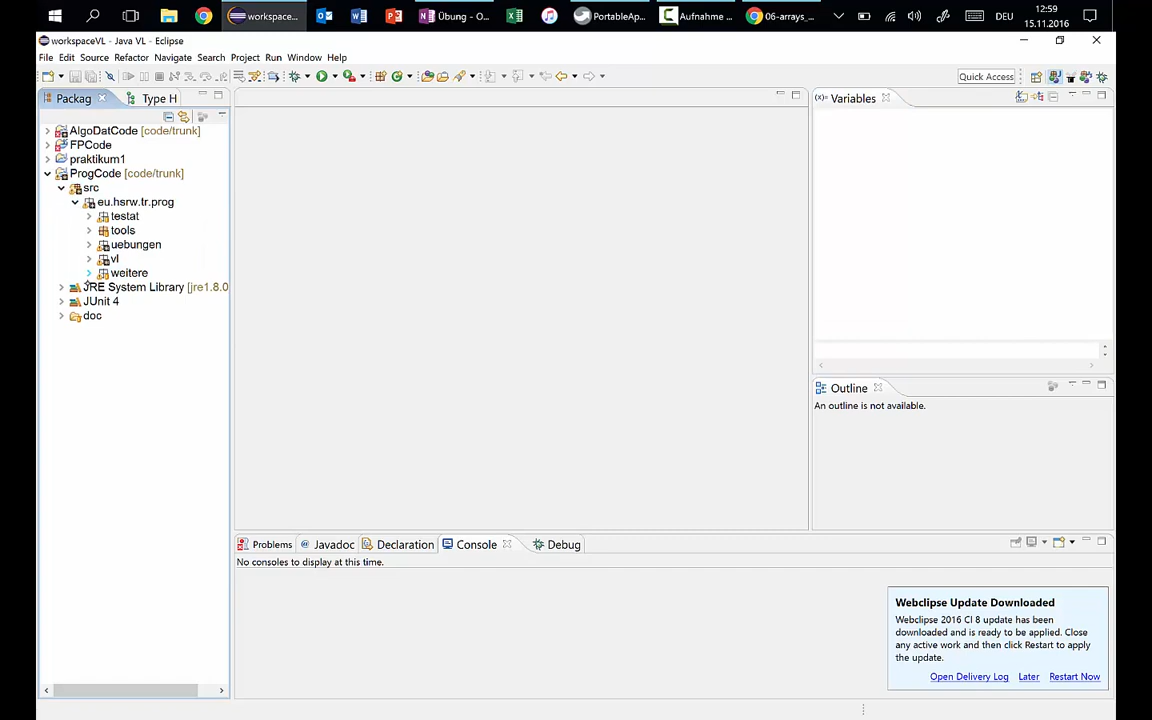 workspace...
Übung - O...
PortableAp...
Aufnahme ...
06-arrays_...
DEU
12:59
15.11.2016
workspaceVL - Java VL - Eclipse
File Edit Source Refactor Navigate Search Project Run Window Help
Quick Access
Packag
Type H
(x)= Variables
AlgoDatCode [code/trunk]
FPCode
praktikum1
ProgCode [code/trunk]
src
eu.hsrw.tr.prog
testat
tools
uebungen
vl
weitere
JRE System Library [jre1.8.0
JUnit 4
doc
Outline
An outline is not available.
Problems @ Javadoc Declaration Console Debug
No consoles to display at this time.
Webclipse Update Downloaded
Webclipse 2016 CI 8 update has been
downloaded and is ready to be applied. Close
any active work and then click Restart to apply
the update.
Open Delivery Log Later Restart Now